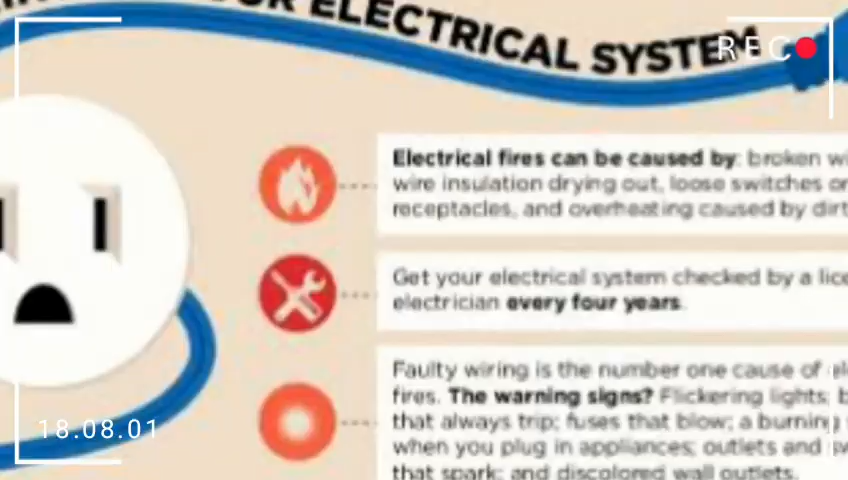 OR ELECTRICAL SYSTEM
REC
Electrical fires can be caused by: broken
wire insulation drying out, loose switches or
receptacles, and overheating caused by
Get your electrical system checked by a
electrician every four years.
Faulty wiring is the number one cause of
fires. The warning signs? Flickering lights;
that always trip; fuses that blow; a burning
when you plug in appliances; outlets and
that spark; and discolored wall outlets.
18.08.01